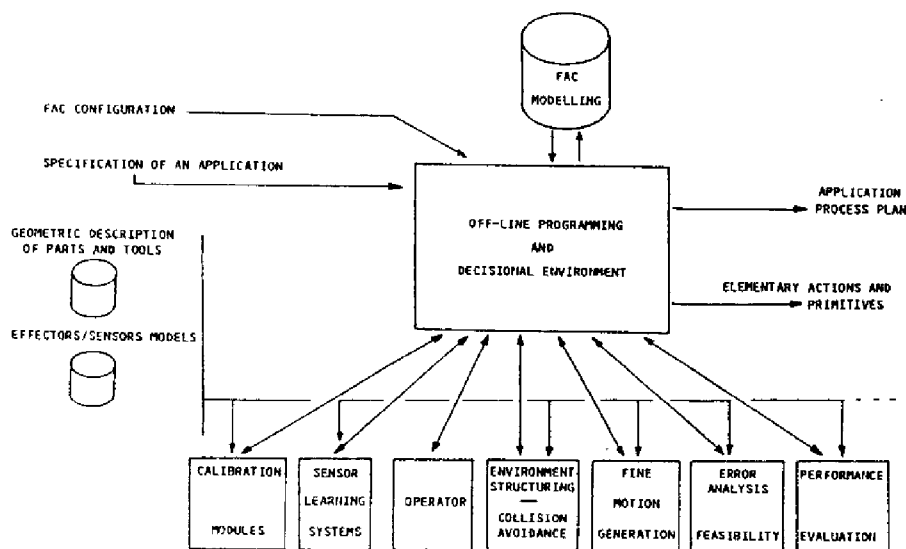 FAC
MODELLING
FAC CONFIGURATION
SPECIFICATION OF AN APPLICATION
APPLICATION
PROCESS PLAN
OFF-LINE PROGRAMMING
AND
DECISIONAL ENVIRONMENT
GEOMETRIC DESCRIPTION
OF PARTS AND TOOLS
ELEMENTARY ACTIONS AND
PRIMITIVES
EFFECTORS/SENSORS MODELS
CALIBRATION
MODULES
SENSOR
LEARNING
SYSTEMS
OPERATOR
ENVIRONMENT
STRUCTURING
COLLISION
AVOIDANCE
FINE
MOTION
GENERATION
ERROR
ANALYSIS
FEASIBILITY
PERFORMANCE
EVALUATION